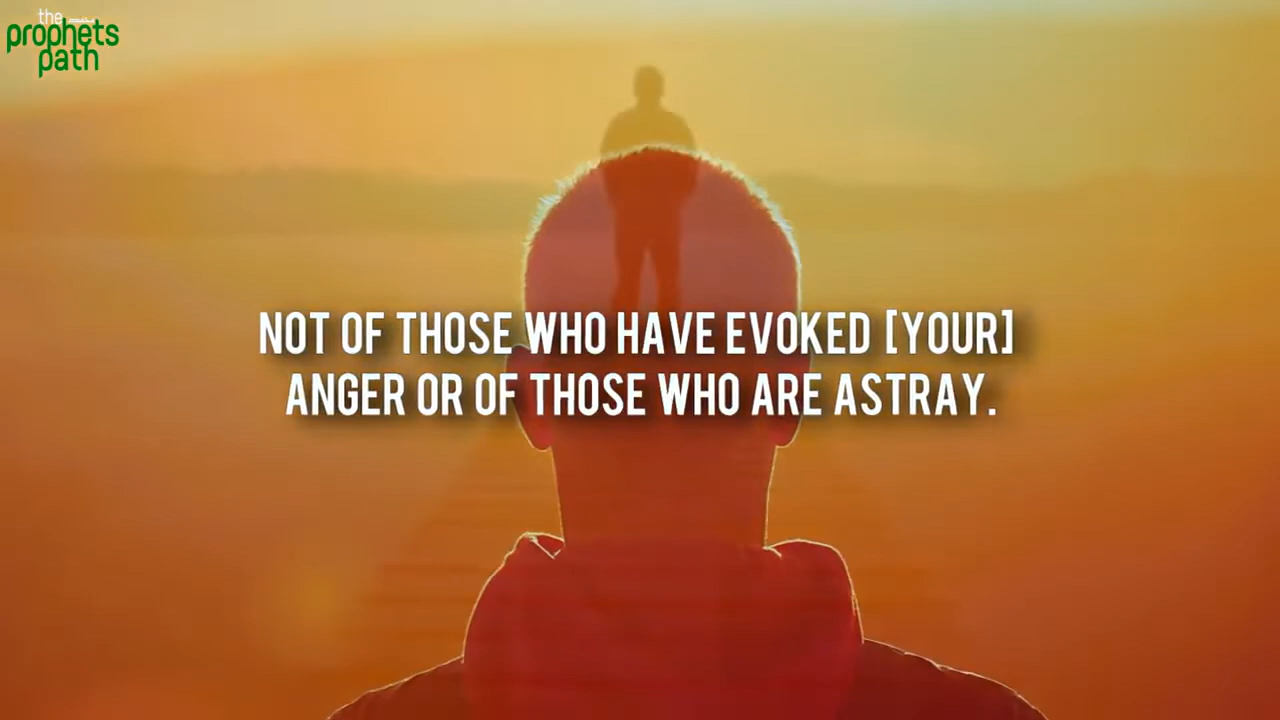 the
prophets
path
NOT OF THOSE WHO HAVE EVOKED [YOUR]
ANGER OR OF THOSE WHO ARE ASTRAY.